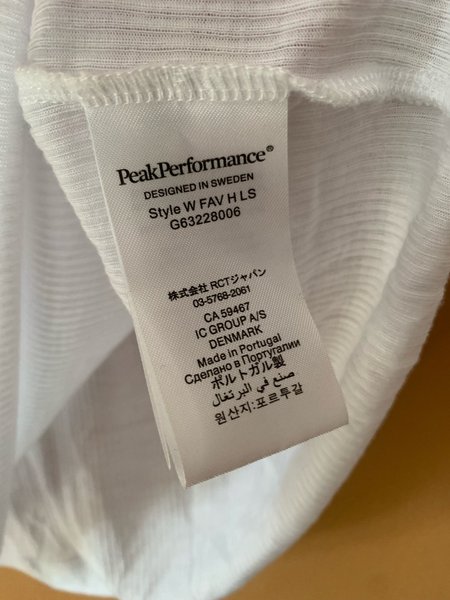 PeakPerformance®
DESIGNED IN SWEDEN
Style W FAV H LS
G63228006
株式会社 RCTジャパン
03-5768-2061
CA 59467
IC GROUP A/S
DENMARK
Made in Portugal
Сделано в Португалии
ポルトガル製
صنع في البرتغال
원산지:포르투갈